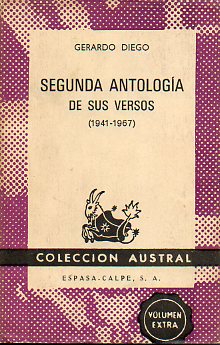 GERARDO DIEGO
SEGUNDA ANTOLOGÍA
DE SUS VERSOS
(1941-1967)
COLECCION AUSTRAL
ESPASA-CALPE, S. A.
VOLUMEN
EXTRA